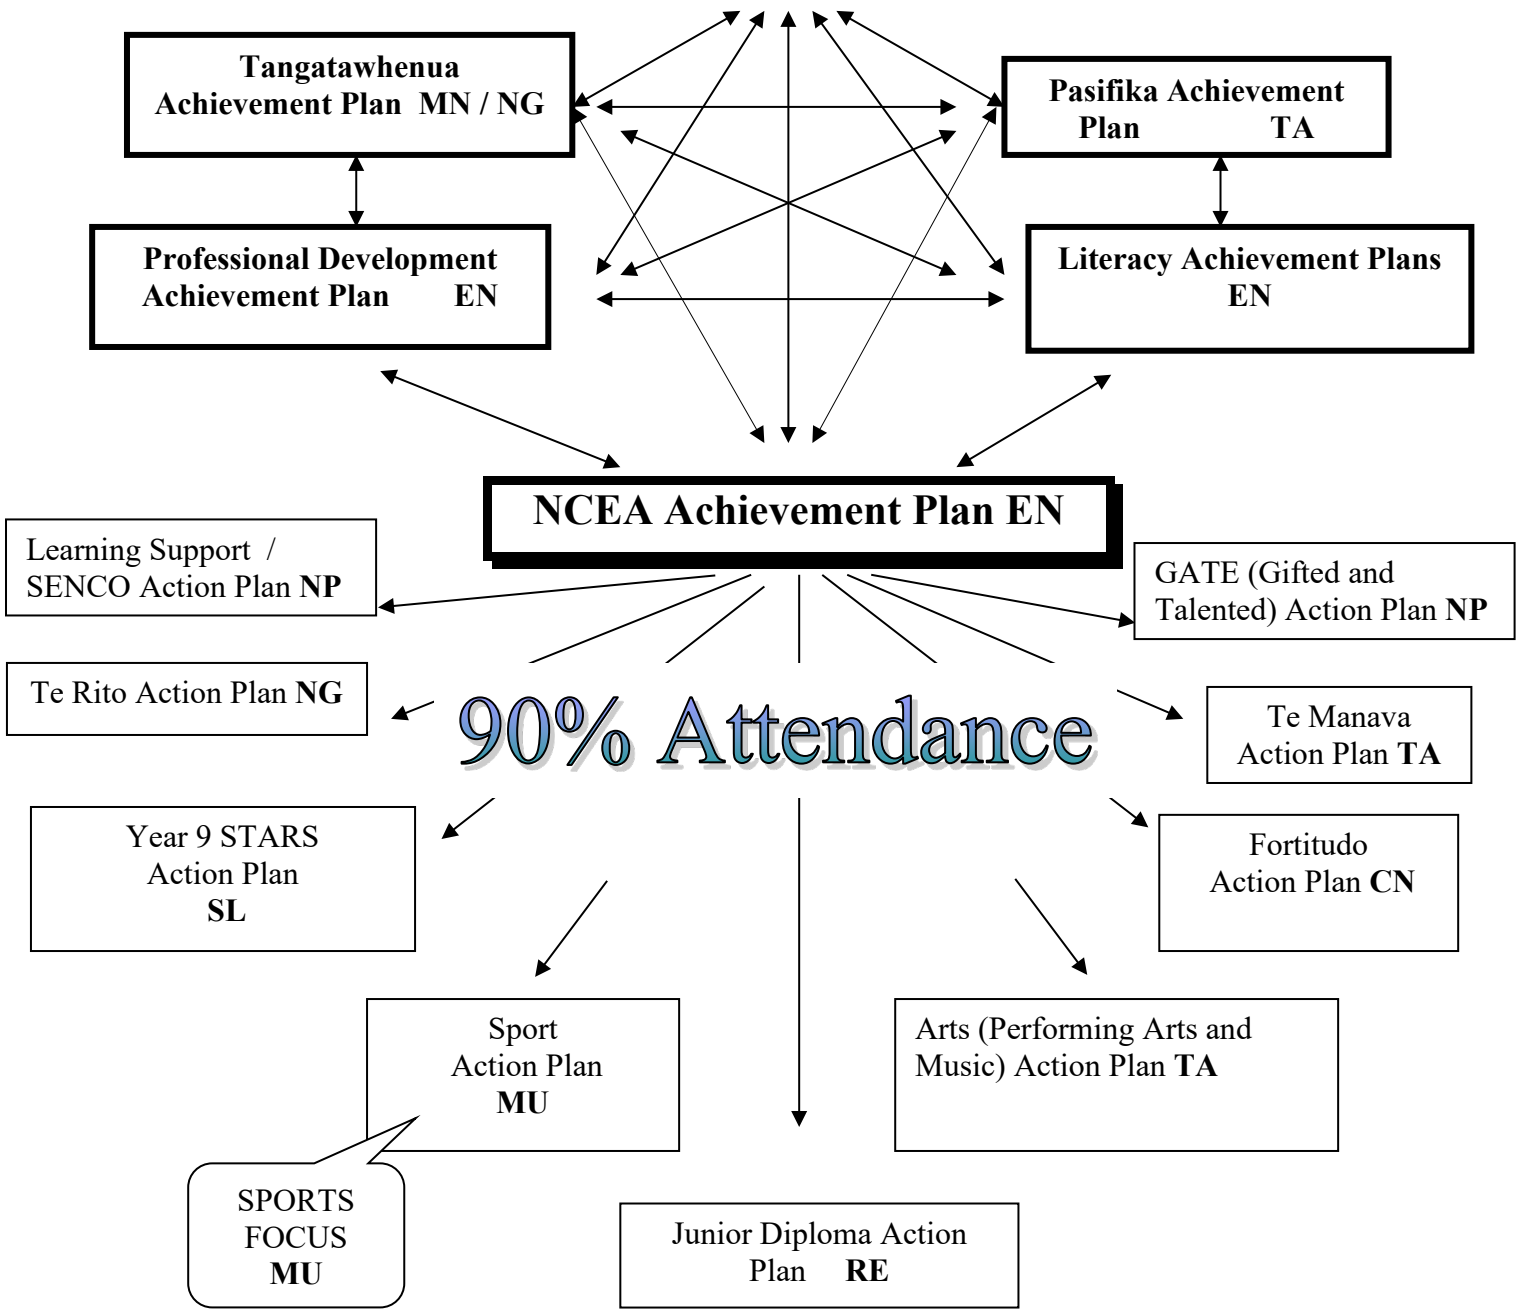 Tangatawhenua
Achievement Plan MN / NG
Pasifika Achievement
Plan TA
Professional Development
Achievement Plan EN
Literacy Achievement Plans
EN
NCEA Achievement Plan EN
Learning Support /
SENCO Action Plan NP
GATE (Gifted and
Talented) Action Plan NP
Te Rito Action Plan NG
90% Attendance
Te Manava
Action Plan TA
Year 9 STARS
Action Plan
SL
Fortitudo
Action Plan CN
Sport
Action Plan
MU
Arts (Performing Arts and
Music) Action Plan TA
SPORTS
FOCUS
MU
Junior Diploma Action
Plan RE